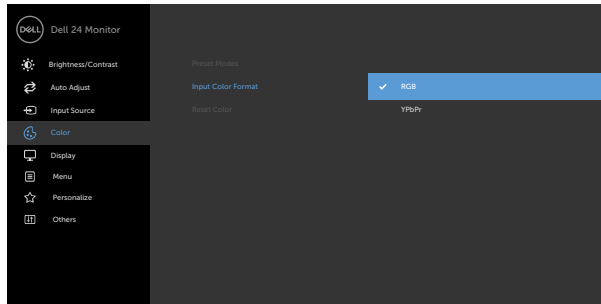 DELL Dell 24 Monitor
Brightness/Contrast
Auto Adjust
Input Source
Color
Display
Menu
Personalize
Others
Preset Modes
Input Color Format
Reset Color
RGB
YPbPr